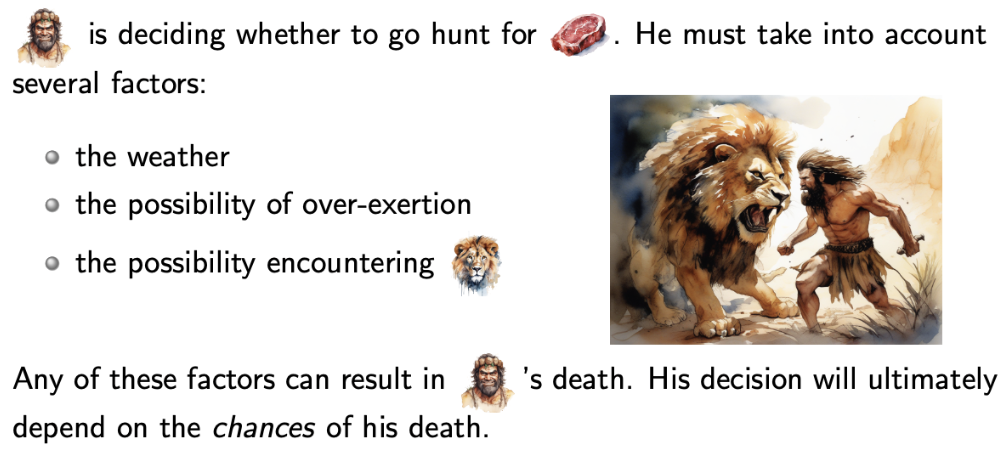 is deciding whether to go hunt for . He must take into account
several factors:
the weather
the possibility of over-exertion
the possibility encountering
Any of these factors can result in 's death. His decision will ultimately
depend on the chances of his death.